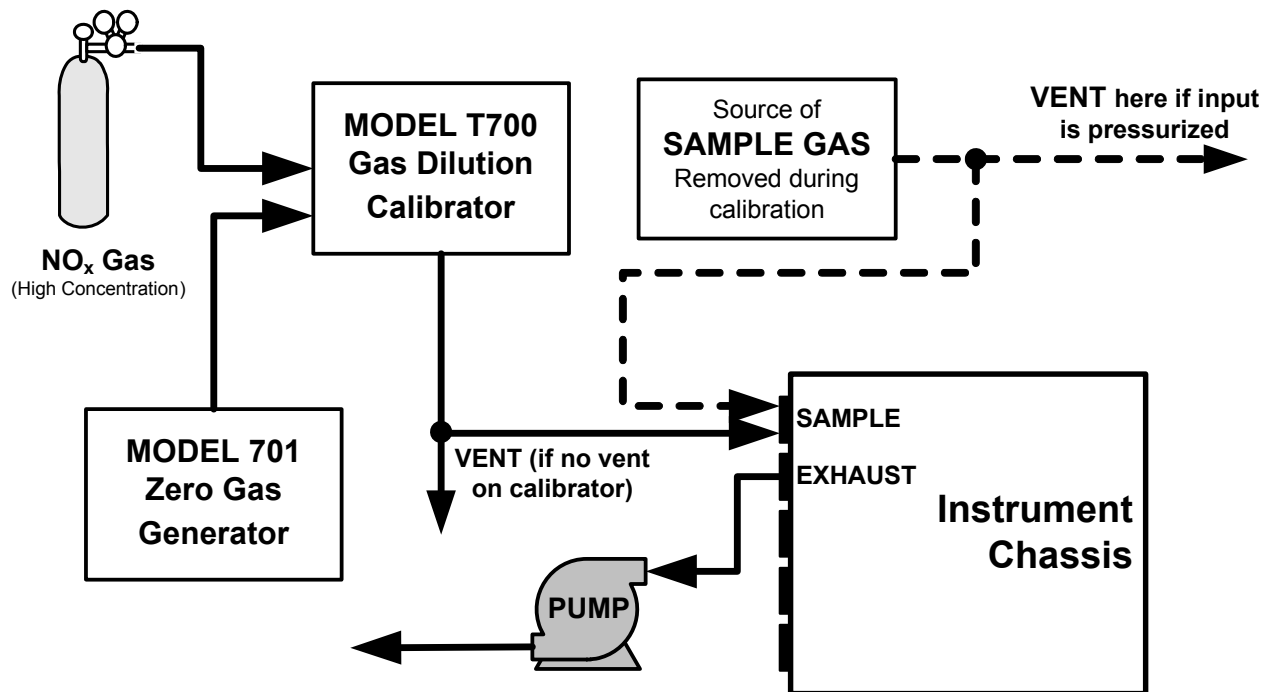 MODEL T700
Gas Dilution
Calibrator
Source of
SAMPLE GAS
Removed during
calibration
VENT here if input
is pressurized
NOx Gas
(High Concentration)
MODEL 701
Zero Gas
Generator
VENT (if no vent
on calibrator)
SAMPLE
EXHAUST
Instrument
Chassis
PUMP